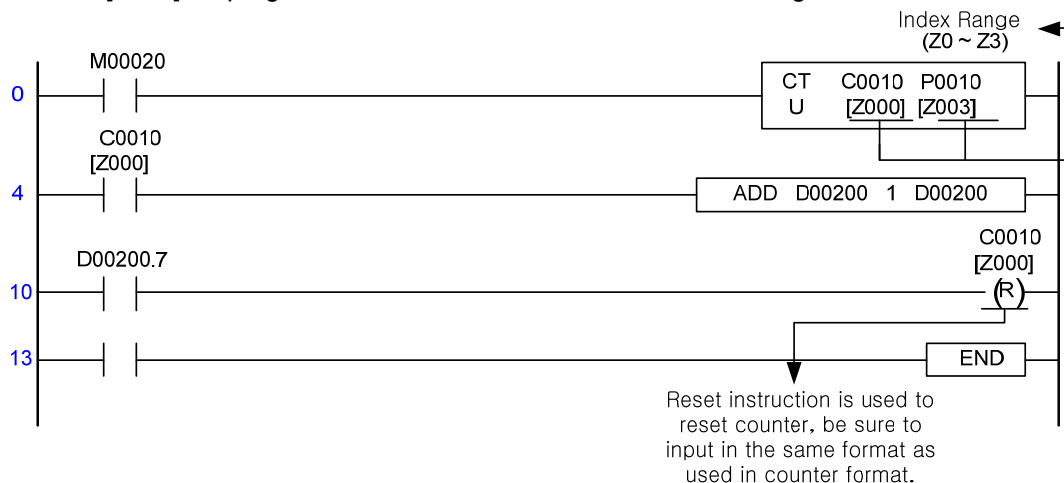 Index Range
(Z0 ~ Z3)
M00020
0
CT C0010 P0010
U [Z000] [Z003]
C0010
[Z000]
4
ADD D00200 1 D00200
C0010
D00200.7
[Z000]
10
(R)
13
END
Reset instruction is used to
reset counter, be sure to
input in the same format as
used in counter format.